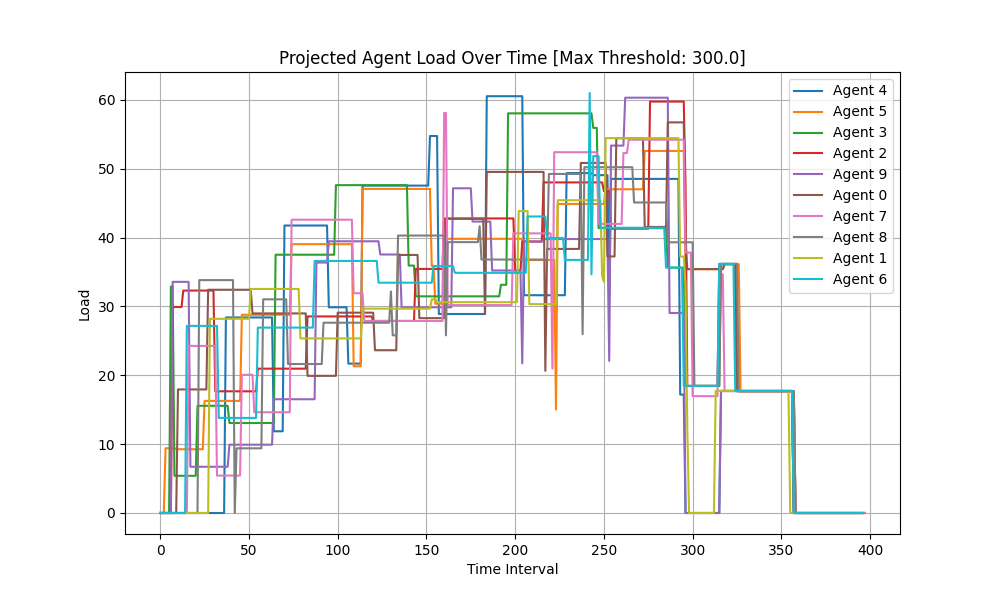 Projected Agent Load Over Time [Max Threshold: 300.0]
Load
60
50
40
30
20
10
0
Agent 4
Agent 5
Agent 3
Agent 2
Agent 9
Agent 0
Agent 7
Agent 8
Agent 1
Agent 6
0 50 100 150 200 250 300 350 400
Time Interval